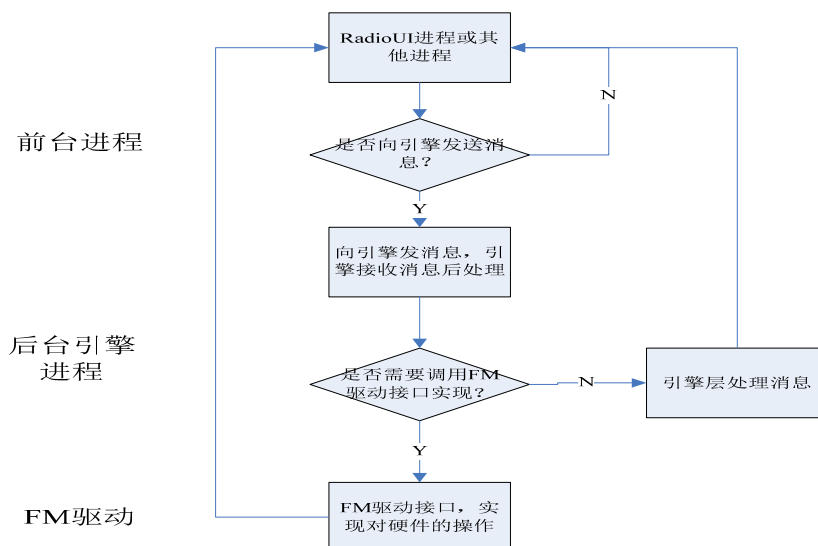 RadioUI进程或其
他进程
N
前台进程
是否向引擎发送消
息？
Y
向引擎发消息，引
擎接收消息后处理
后台引擎
进程
是否需要调用FM
驱动接口实现？
N
引擎层处理消息
Y
FM驱动
FM驱动接口，实
现对硬件的操作